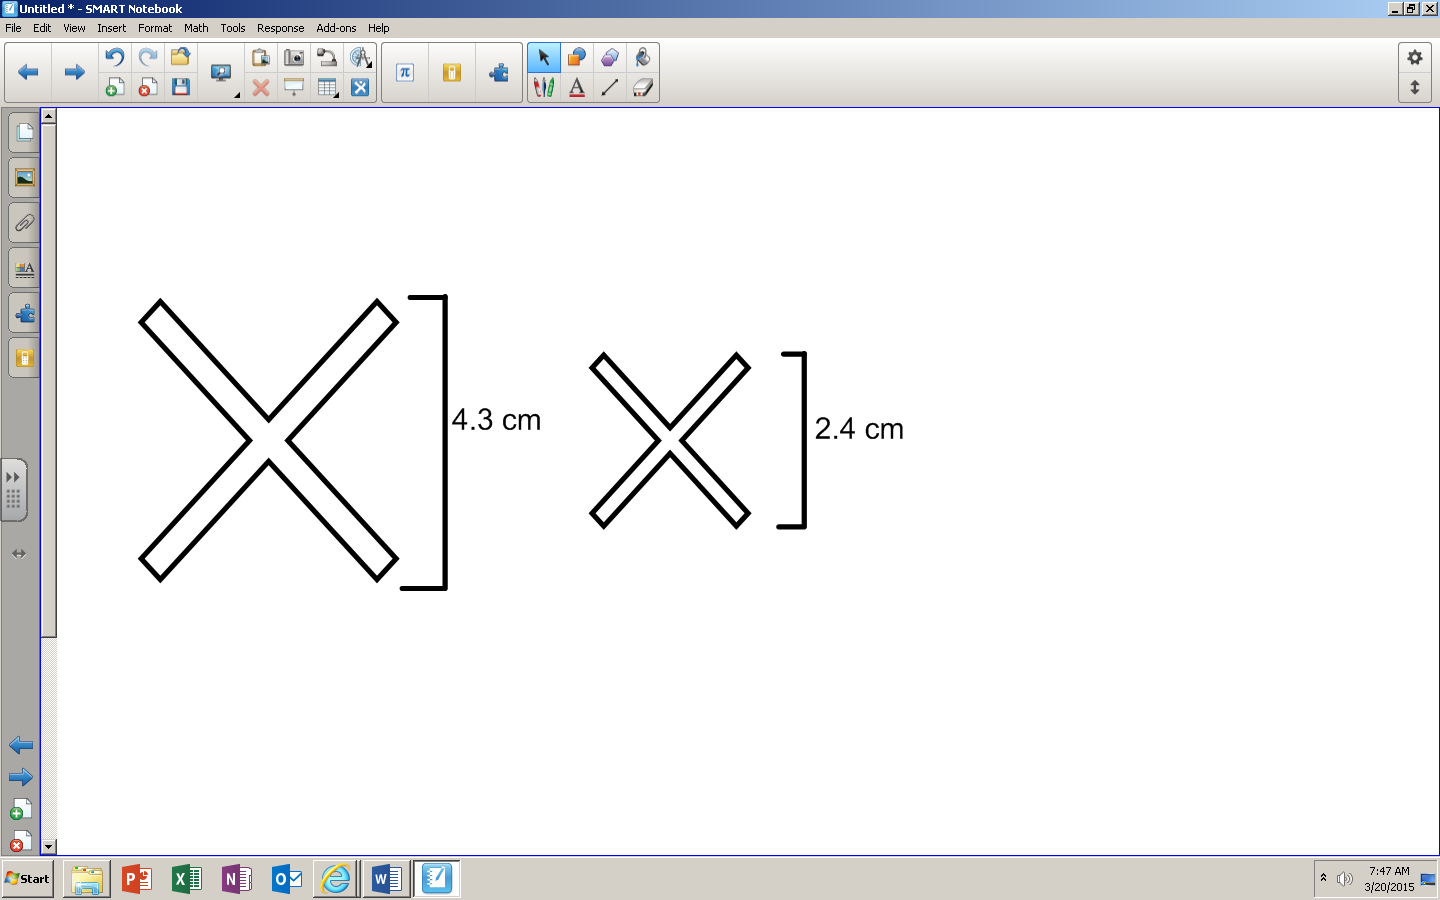 Untitled * - SMART Notebook
File Edit View Insert Format Math Tools Response Add-ons Help
π
A
A
4.3 cm
2.4 cm
Start
P
X
N
O
W
7:47 AM
3/20/2015